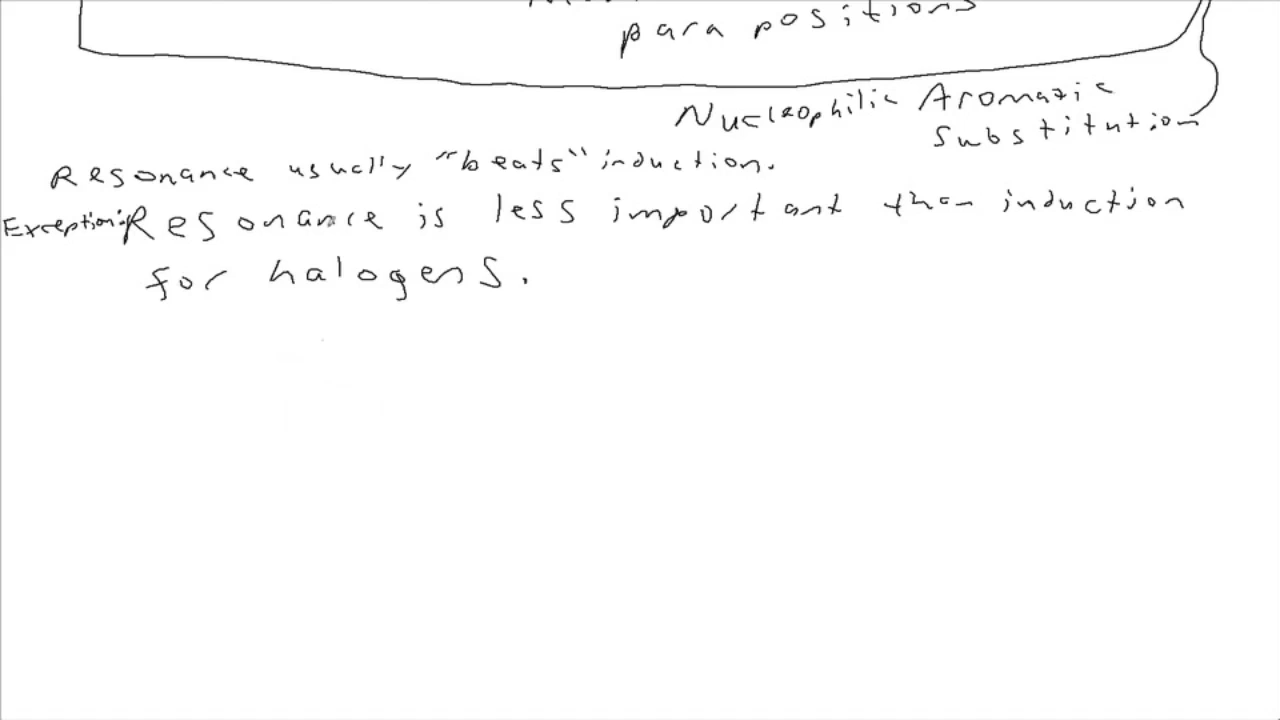 para positions
Nucleophilic Aromatic
Substitution
Resonance usually "beats" induction.
Exception: Resonance is less important than induction
for halogens.